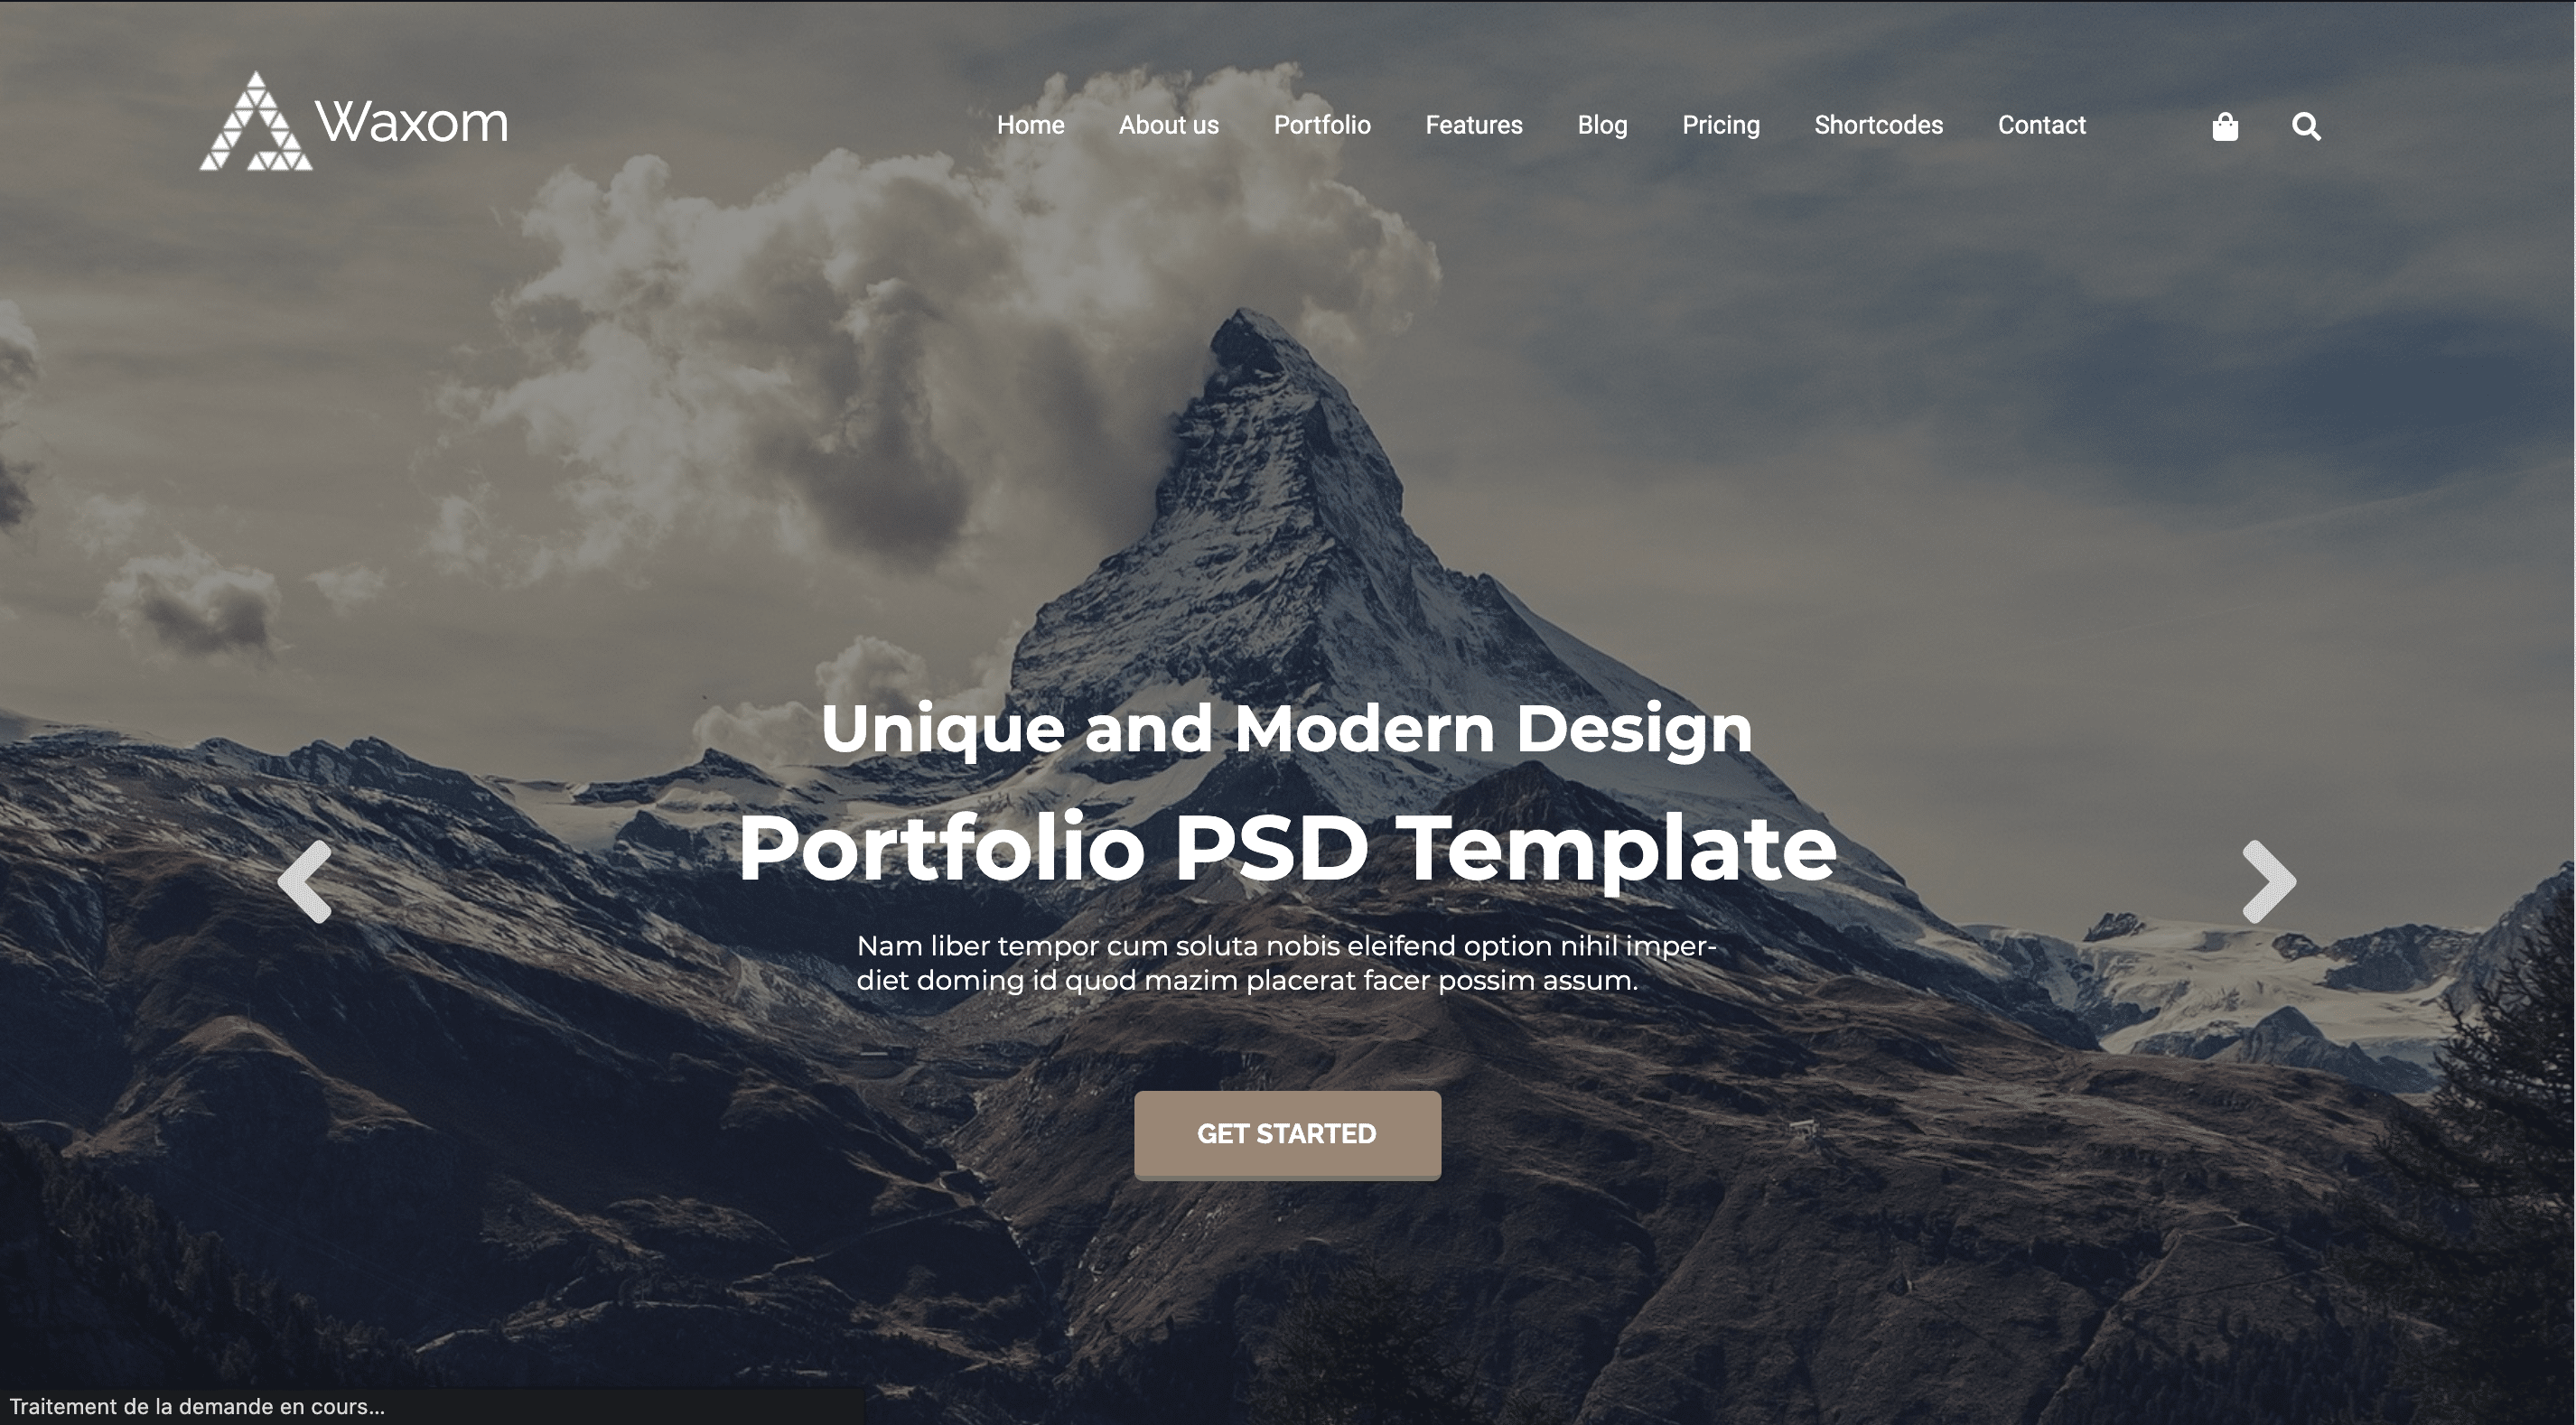 Waxom
Home About us Portfolio Features Blog Pricing Shortcodes Contact
Unique and Modern Design
Portfolio PSD Template
Nam liber tempor cum soluta nobis eleifend option nihil imper-
diet doming id quod mazim placerat facer possim assum.
GET STARTED
Traitement de la demande en cours...